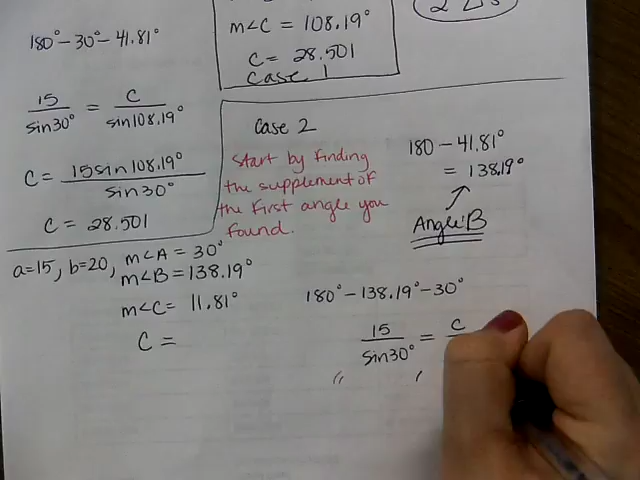 180° - 30° - 41.81°
15/sin30° = C/sin108.19°
C = 15sin108.19°/sin30°
C = 28.501
m∠C = 108.19°
C = 28.501
Case 1
2 Δs
Case 2
Start by finding
the supplement of
the first angle you
found.
180 - 41.81°
= 138.19°
Angle B
a=15, b=20, m∠A = 30°
m∠B = 138.19°
m∠C = 11.81°
C =
180° - 138.19° - 30°
15/sin30° = C